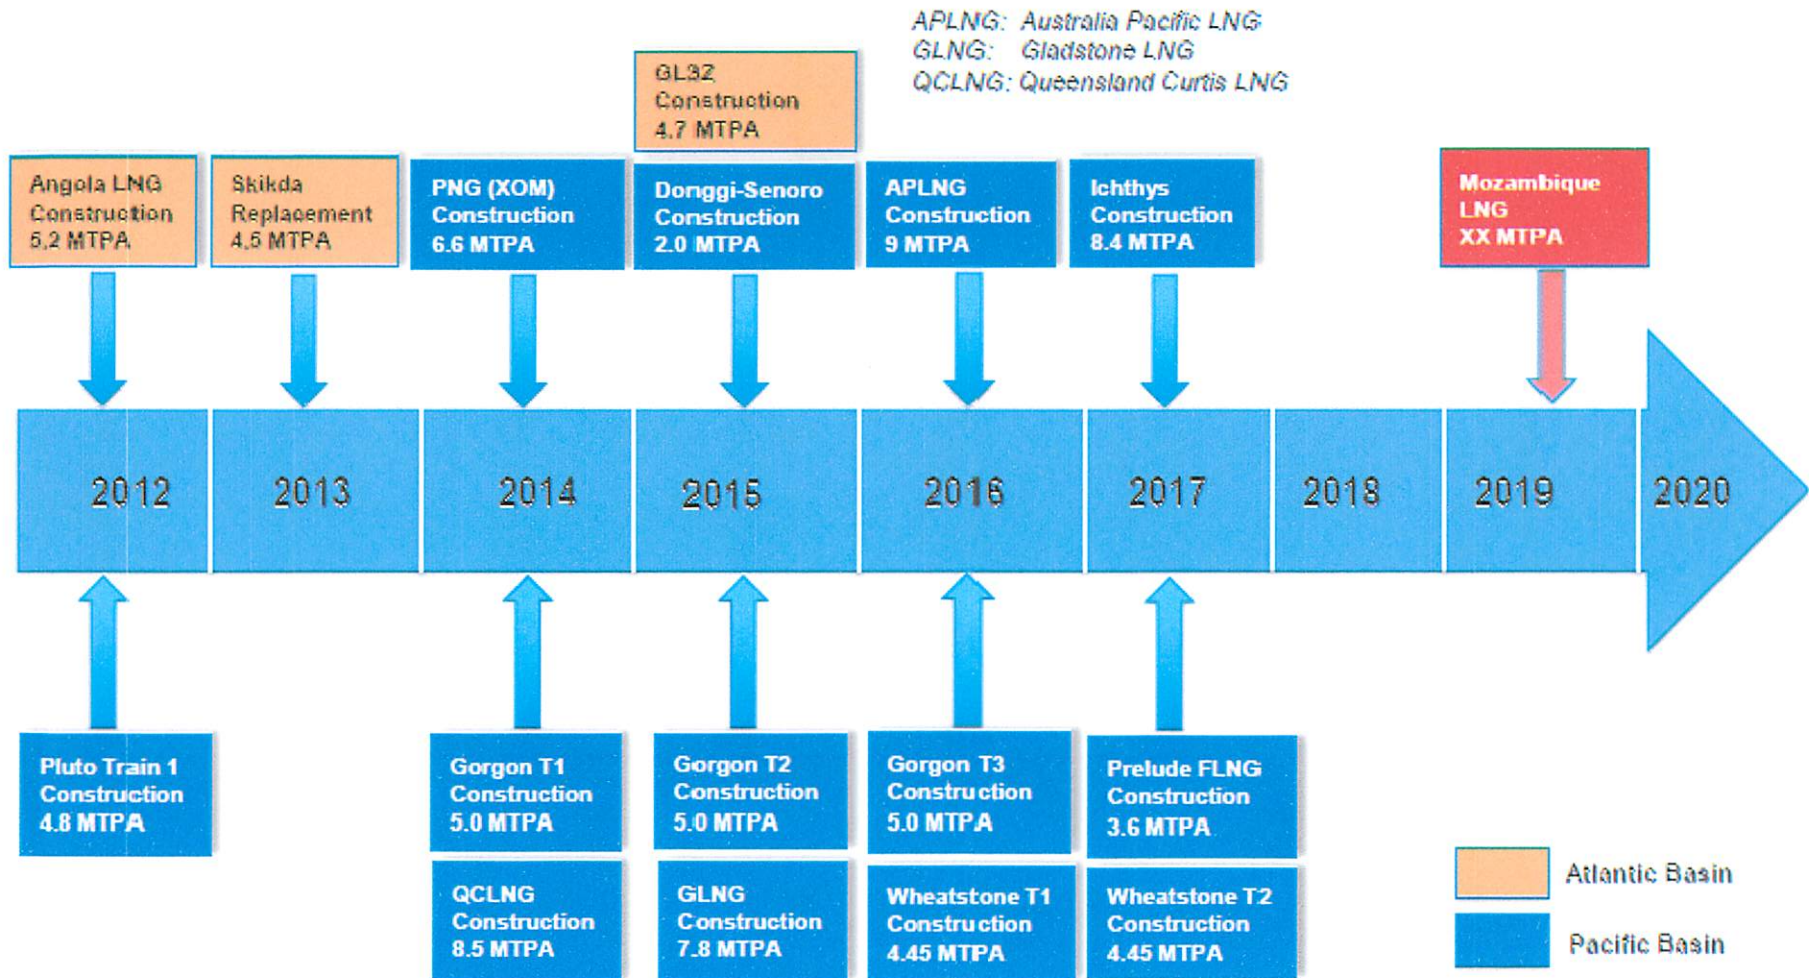 APLNG: Australia Pacific LNG
GLNG: Gladstone LNG
QCLNG: Queensland Curtis LNG
GL3Z
Construction
4.7 MTPA
Angola LNG
Construction
5.2 MTPA
Skikda
Replacement
4.5 MTPA
PNG (XOM)
Construction
6.6 MTPA
Donggi-Senoro
Construction
2.0 MTPA
APLNG
Construction
9 MTPA
Ichthys
Construction
8.4 MTPA
Mozambique
LNG
XX MTPA
2012
2013
2014
2015
2016
2017
2018
2019
2020
Pluto Train 1
Construction
4.8 MTPA
Gorgon T1
Construction
5.0 MTPA
Gorgon T2
Construction
5.0 MTPA
Gorgon T3
Construction
5.0 MTPA
Prelude FLNG
Construction
3.6 MTPA
QCLNG
Construction
8.5 MTPA
GLNG
Construction
7.8 MTPA
Wheatstone T1
Construction
4.45 MTPA
Wheatstone T2
Construction
4.45 MTPA
Atlantic Basin
Pacific Basin